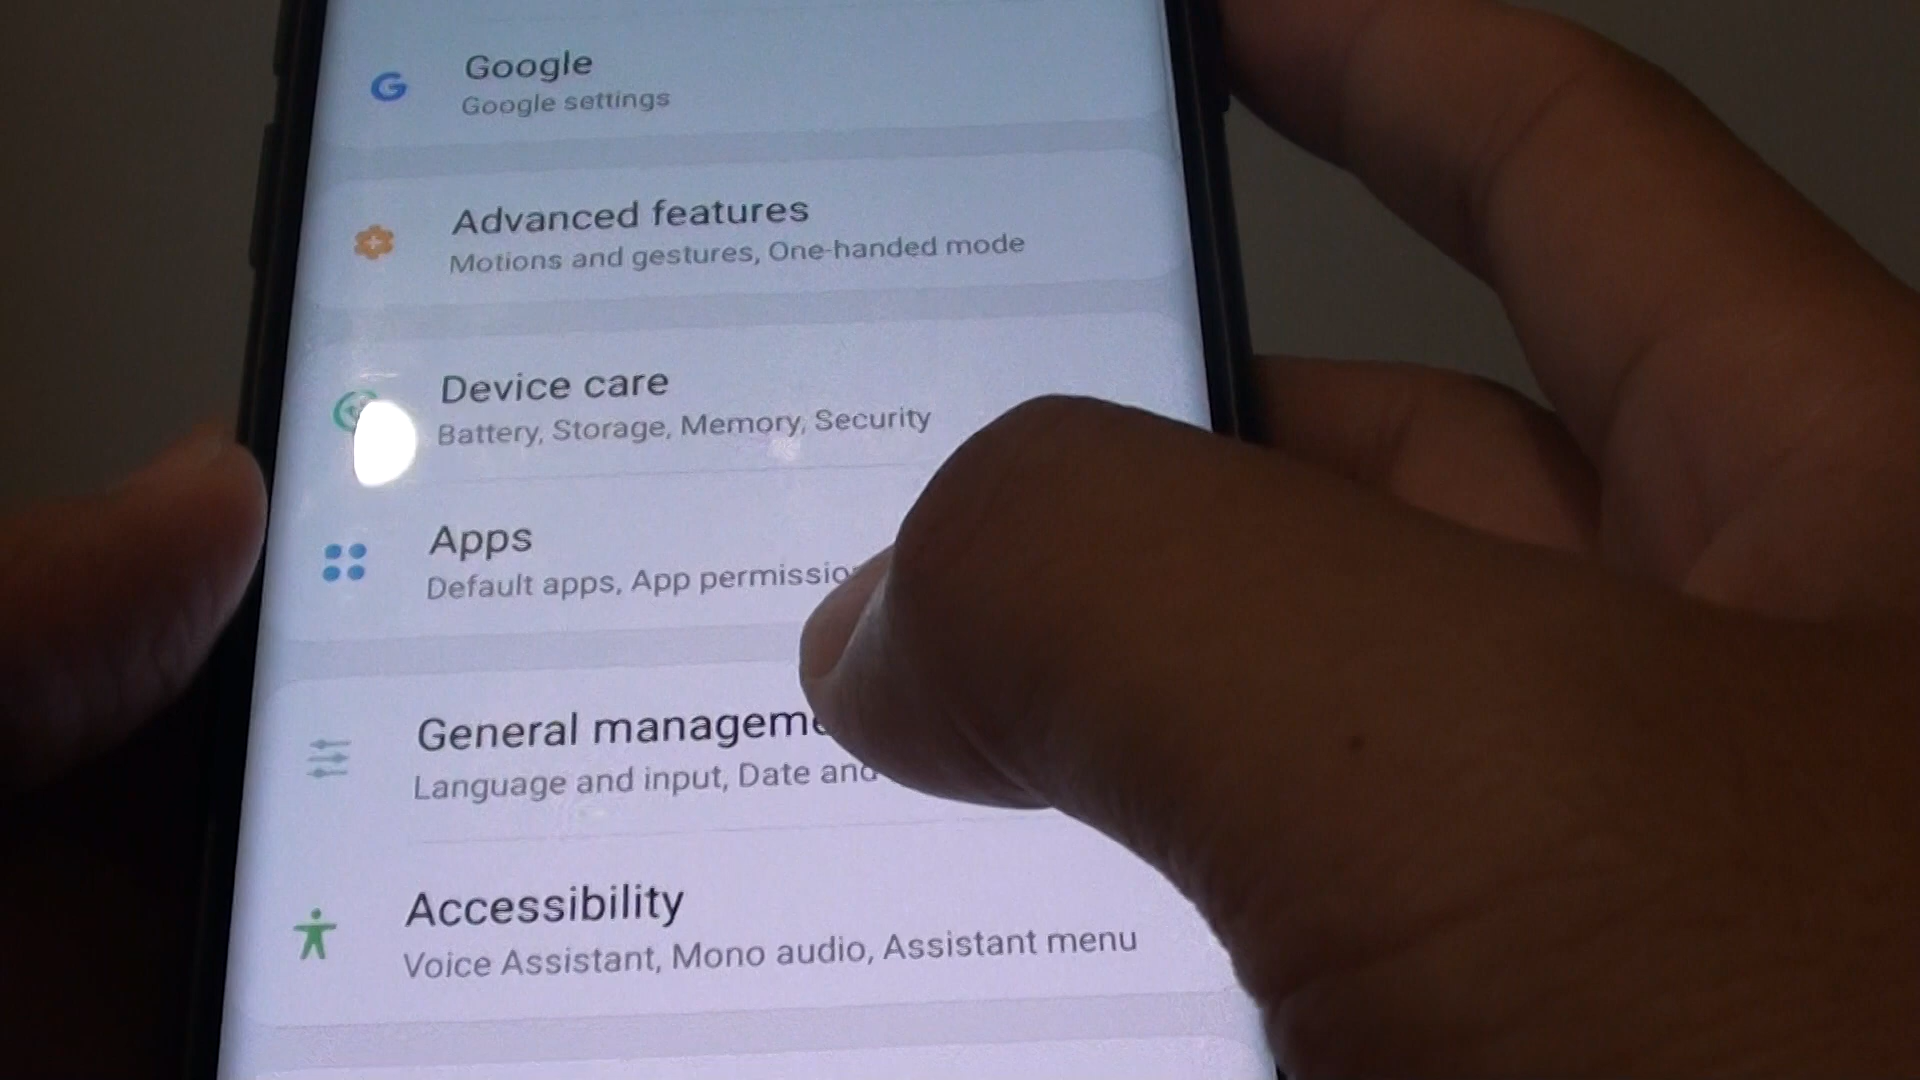 Google
Google settings
Advanced features
Motions and gestures, One-handed mode
Device care
Battery, Storage, Memory, Security
Apps
Default apps, App permissio
General manageme
Language and input, Date and
Accessibility
Voice Assistant, Mono audio, Assistant menu